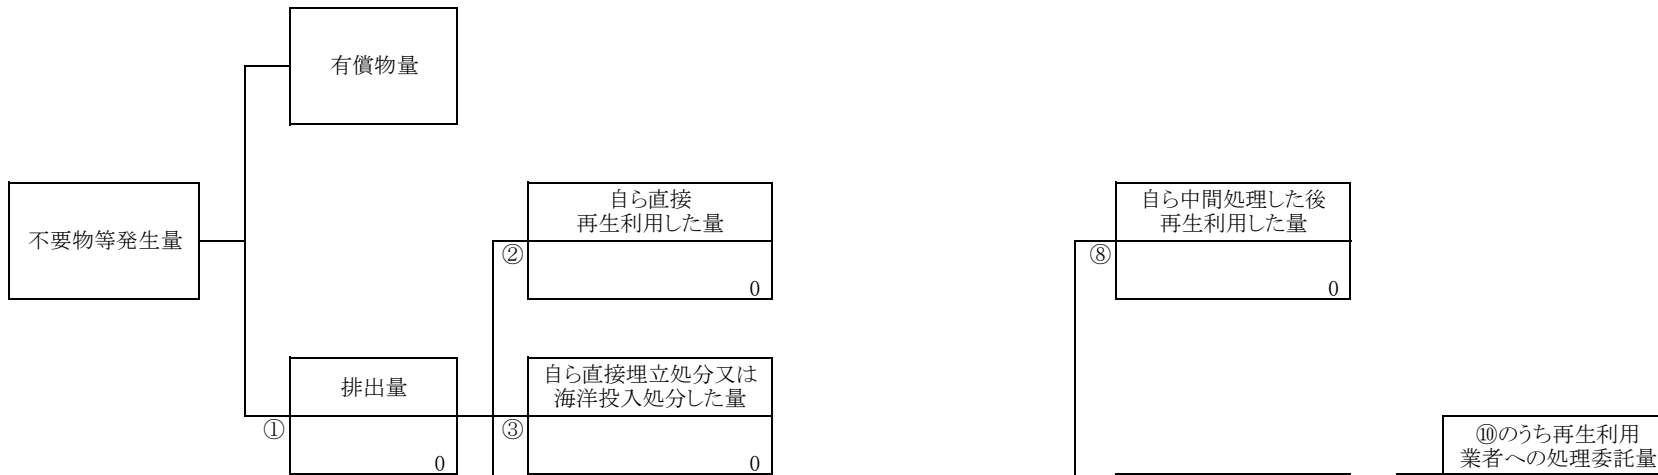 有償物量
不要物等発生量
自ら直接
再生利用した量
②
0
自ら中間処理した後
再生利用した量
⑧
0
排出量
①
0
自ら直接埋立処分又は
海洋投入処分した量
③
0
⑩のうち再生利用
業者への処理委託量